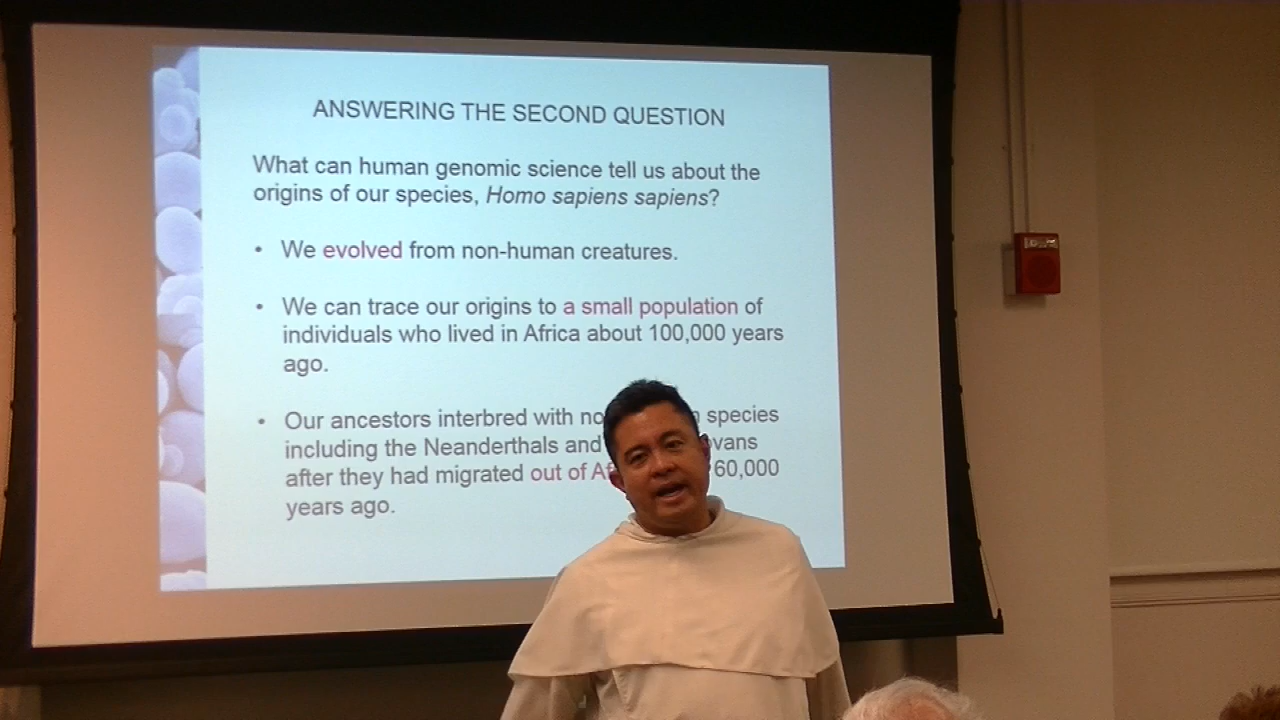 ANSWERING THE SECOND QUESTION
What can human genomic science tell us about the
origins of our species, Homo sapiens sapiens?
• We evolved from non-human creatures.
• We can trace our origins to a small population of
individuals who lived in Africa about 100,000 years
ago.
• Our ancestors interbred with species
including the Neanderthals and
after they had migrated out of 60,000
years ago.